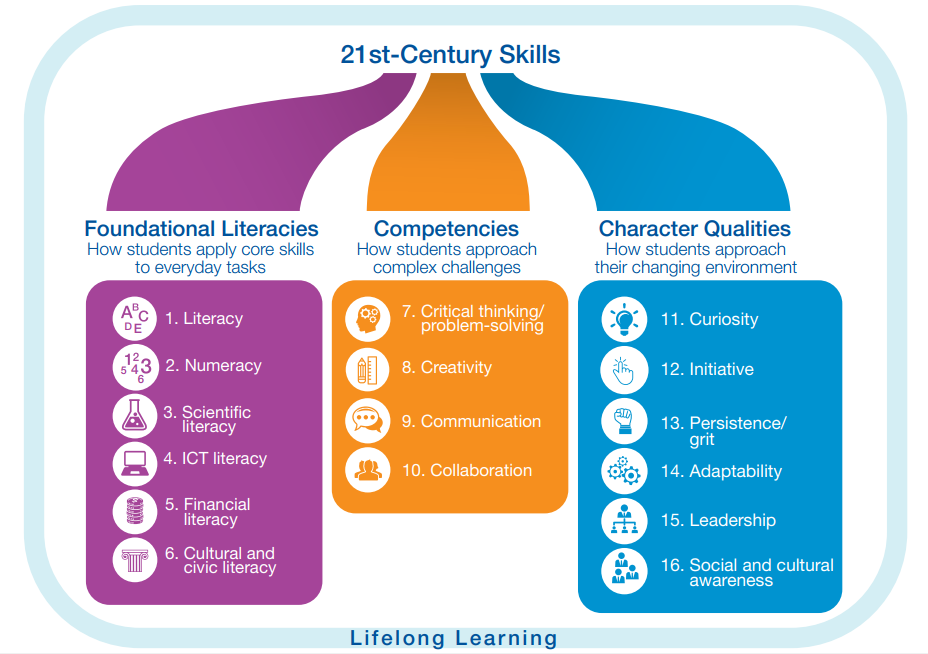 21st-Century Skills
Foundational Literacies
How students apply core skills
to everyday tasks
ABCDE
1. Literacy
123456
2. Numeracy
3. Scientific
literacy
4. ICT literacy
5. Financial
literacy
6. Cultural and
civic literacy
Competencies
How students approach
complex challenges
7. Critical thinking/
problem-solving
8. Creativity
9. Communication
10. Collaboration
Character Qualities
How students approach
their changing environment
11. Curiosity
12. Initiative
13. Persistence/
grit
14. Adaptability
15. Leadership
16. Social and cultural
awareness
Lifelong Learning